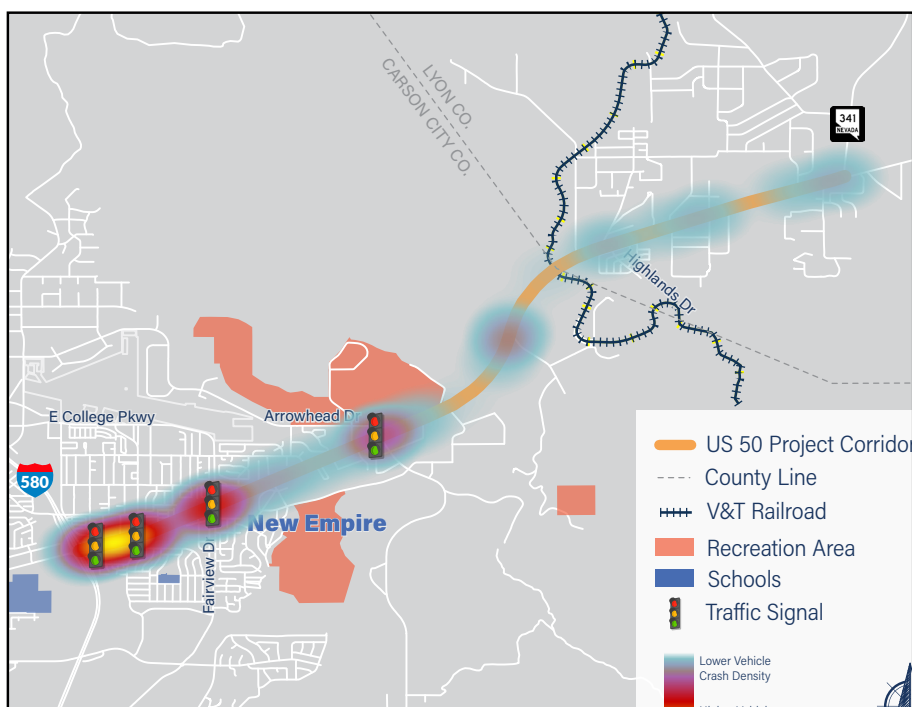 LYON CO.
CARSON CITY CO.
341
NEVADA
Highlands Dr
E College Pkwy
Arrowhead Dr
580
New Empire
Fairview Dr
US 50 Project Corridor
County Line
V&T Railroad
Recreation Area
Schools
Traffic Signal
Lower Vehicle
Crash Density